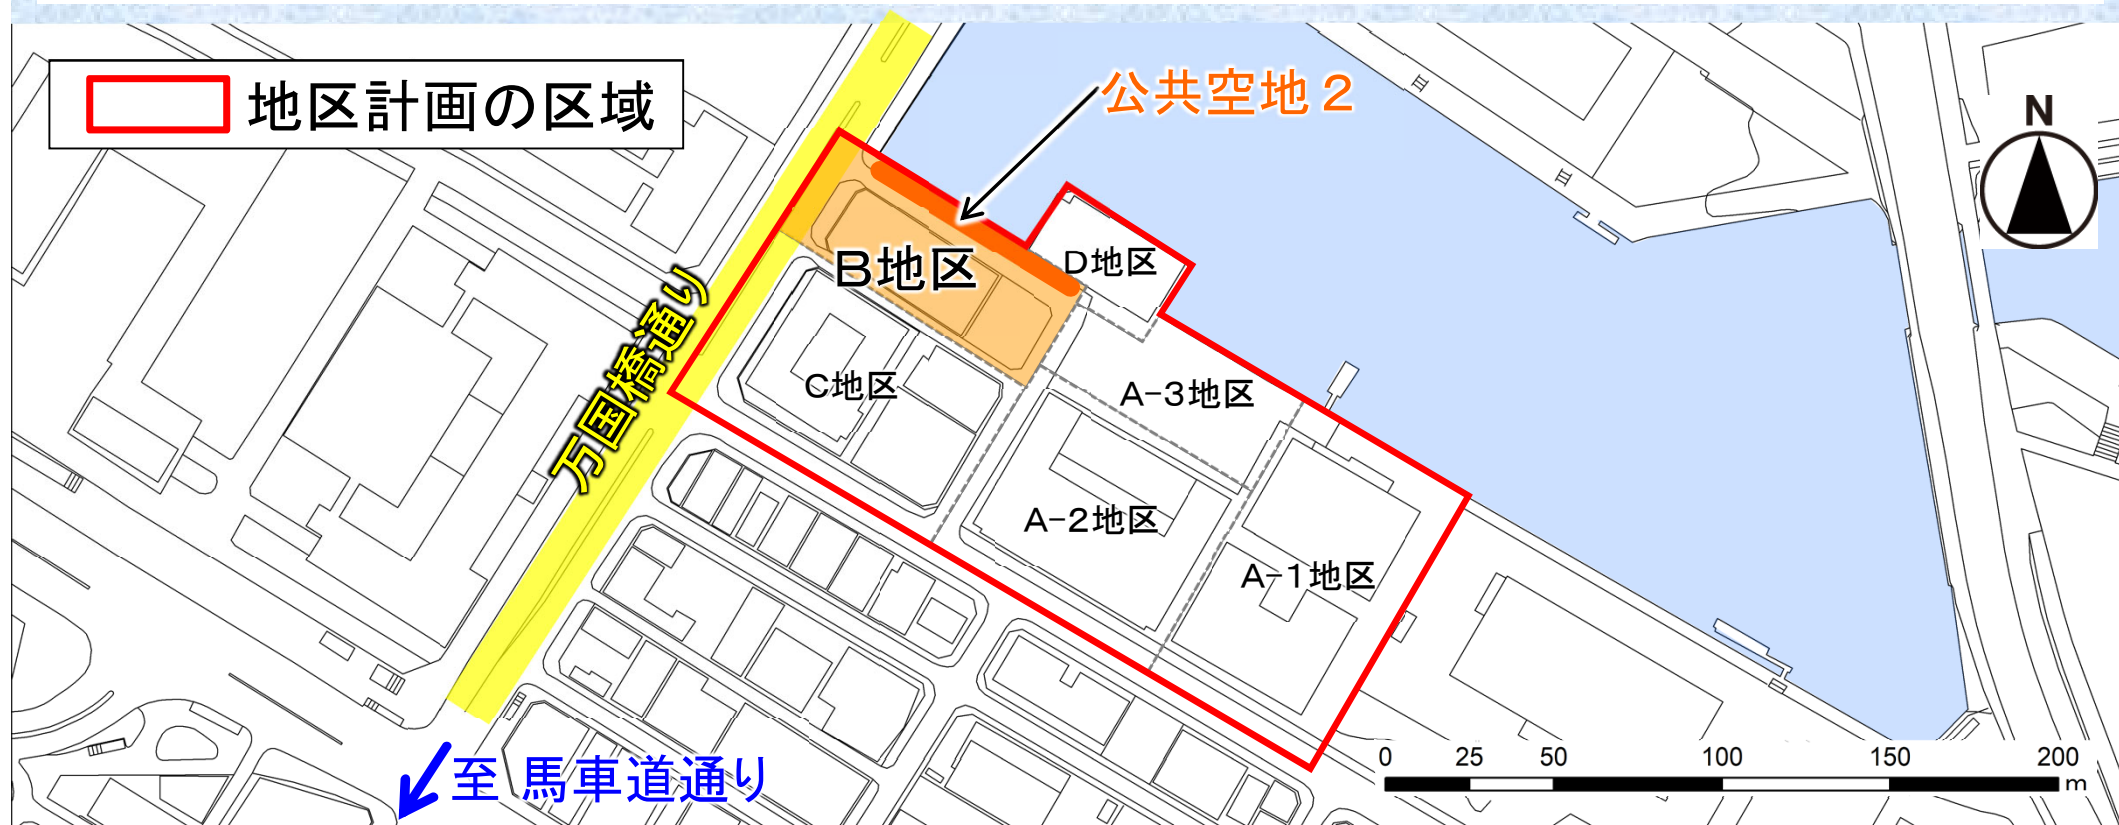 地区計画の区域
公共空地２
N
B地区
D地区
万国橋通り
C地区
A-3地区
A-2地区
A-1地区
至 馬車道通り
0 25 50 100 150 200
m